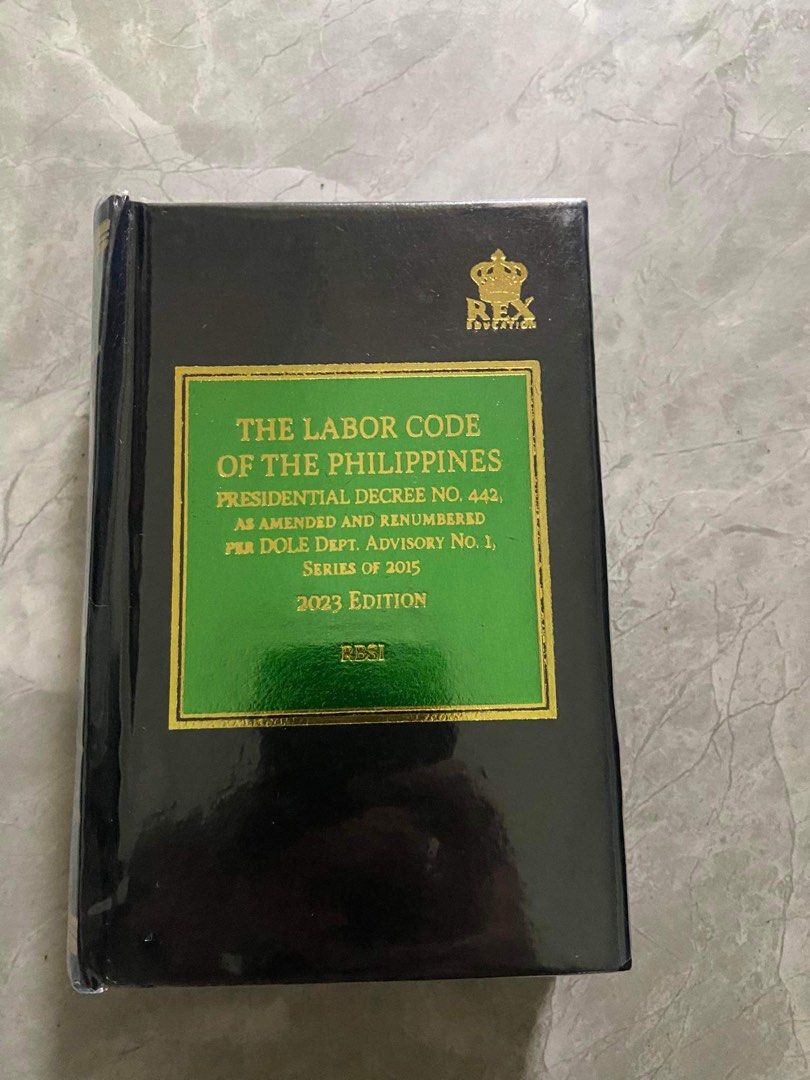 REX
EDUCATION
THE LABOR CODE
OF THE PHILIPPINES
PRESIDENTIAL DECREE NO. 442,
AS AMENDED AND RENUMBERED
PER DOLE DEPT. ADVISORY NO. 1,
SERIES OF 2015
2023 EDITION
RBSI